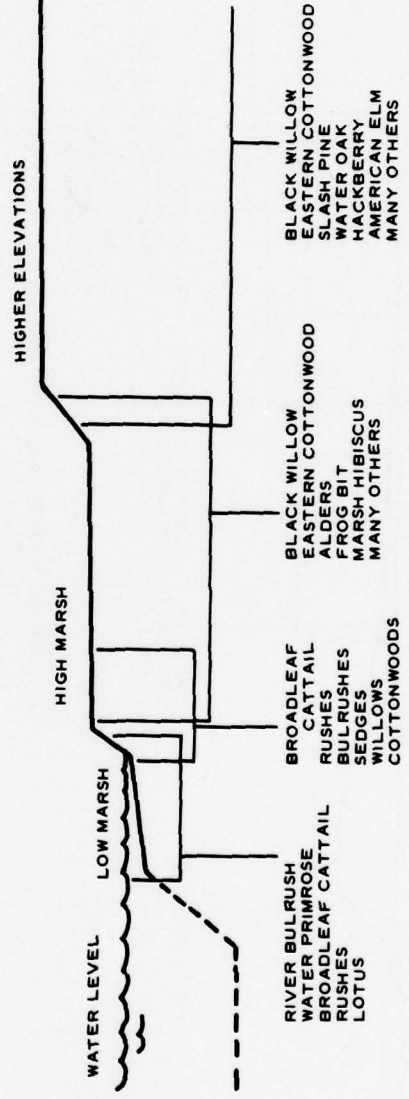 WATER LEVEL
LOW MARSH
HIGH MARSH
HIGHER ELEVATIONS
RIVER BULRUSH
WATER PRIMROSE
BROADLEAF CATTAIL
RUSHES
LOTUS
BROADLEAF
CATTAIL
RUSHES
BULRUSHES
SEDGES
WILLOWS
COTTONWOODS
BLACK WILLOW
EASTERN COTTONWOOD
ALDERS
FROG BIT
MARSH HIBISCUS
MANY OTHERS
BLACK WILLOW
EASTERN COTTONWOOD
SLASH PINE
WATER OAK
HACKBERRY
AMERICAN ELM
MANY OTHERS